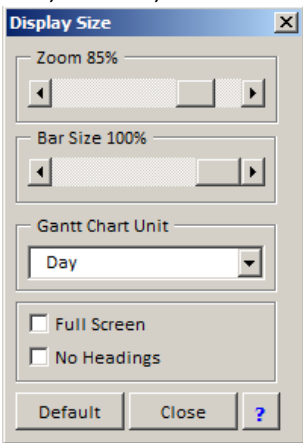 Display Size
Zoom 85%
Bar Size 100%
Gantt Chart Unit
Day
Full Screen
No Headings
Default Close ?